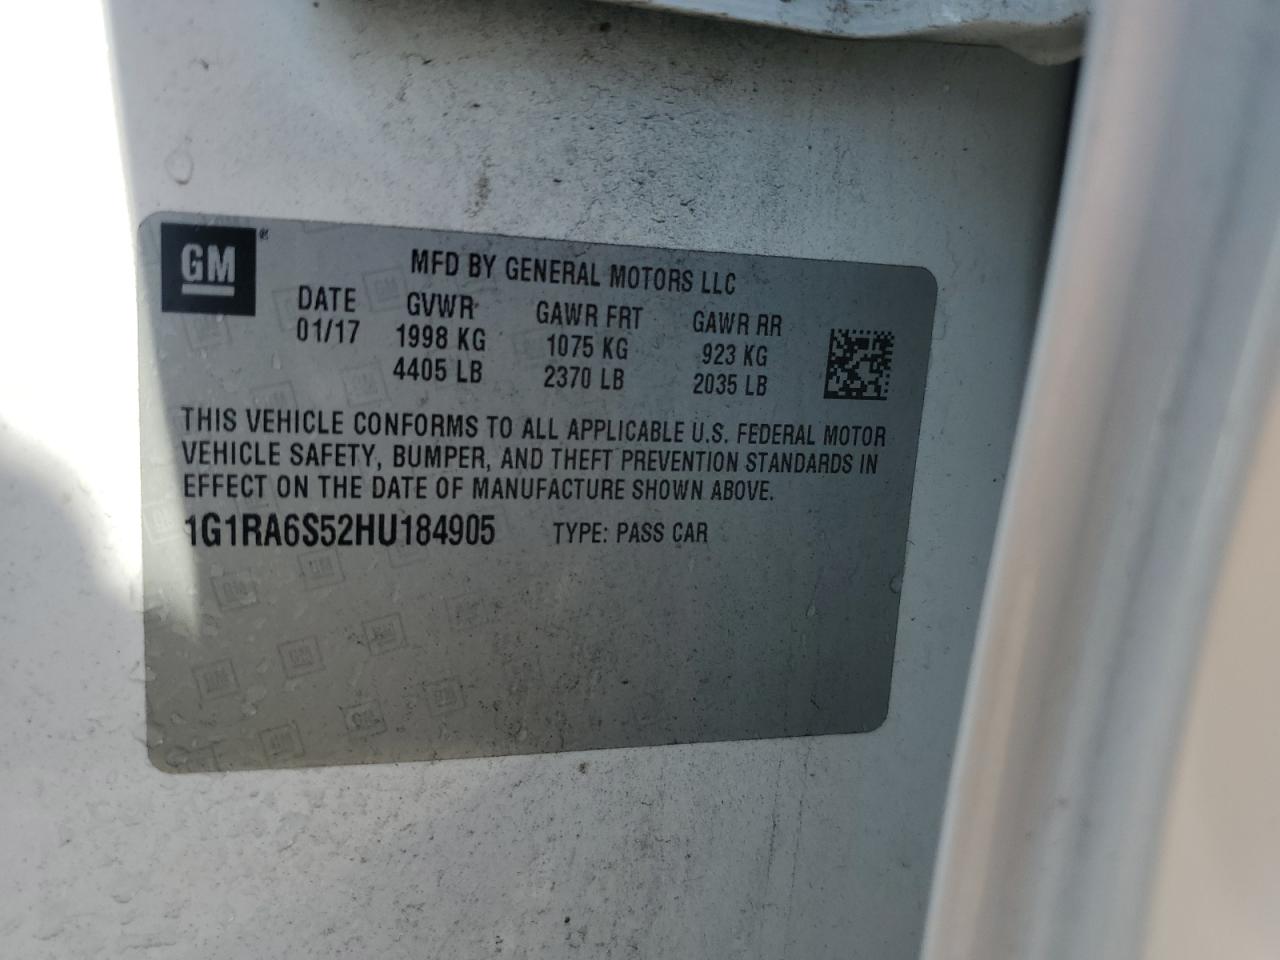 GM®
MFD BY GENERAL MOTORS LLC
DATE GVWR GAWR FRT GAWR RR
01/17 1998 KG 1075 KG 923 KG
4405 LB 2370 LB 2035 LB
THIS VEHICLE CONFORMS TO ALL APPLICABLE U.S. FEDERAL MOTOR
VEHICLE SAFETY, BUMPER, AND THEFT PREVENTION STANDARDS IN
EFFECT ON THE DATE OF MANUFACTURE SHOWN ABOVE.
1G1RA6S52HU184905 TYPE: PASS CAR